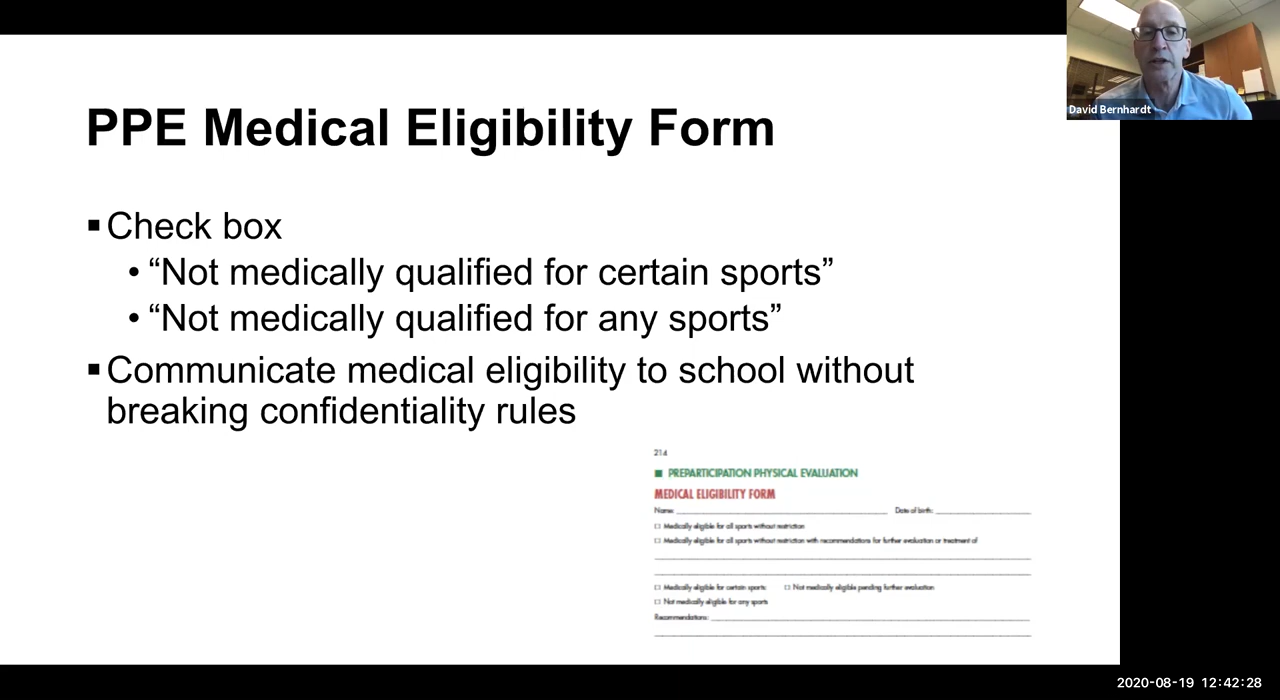 PPE Medical Eligibility Form
▪ Check box
• “Not medically qualified for certain sports”
• “Not medically qualified for any sports”
▪ Communicate medical eligibility to school without
breaking confidentiality rules
214
■ PREPARTICIPATION PHYSICAL EVALUATION
MEDICAL ELIGIBILITY FORM
Name: Date of birth:
□ Medically eligible for all sports without restriction
□ Medically eligible for all sports without restriction with recommendations for further evaluation or treatment of
□ Medically eligible for certain sports □ Not medically eligible pending further evaluation
□ Not medically eligible for any sports
Recommendations:
David Bernhardt
2020-08-19 12:42:28